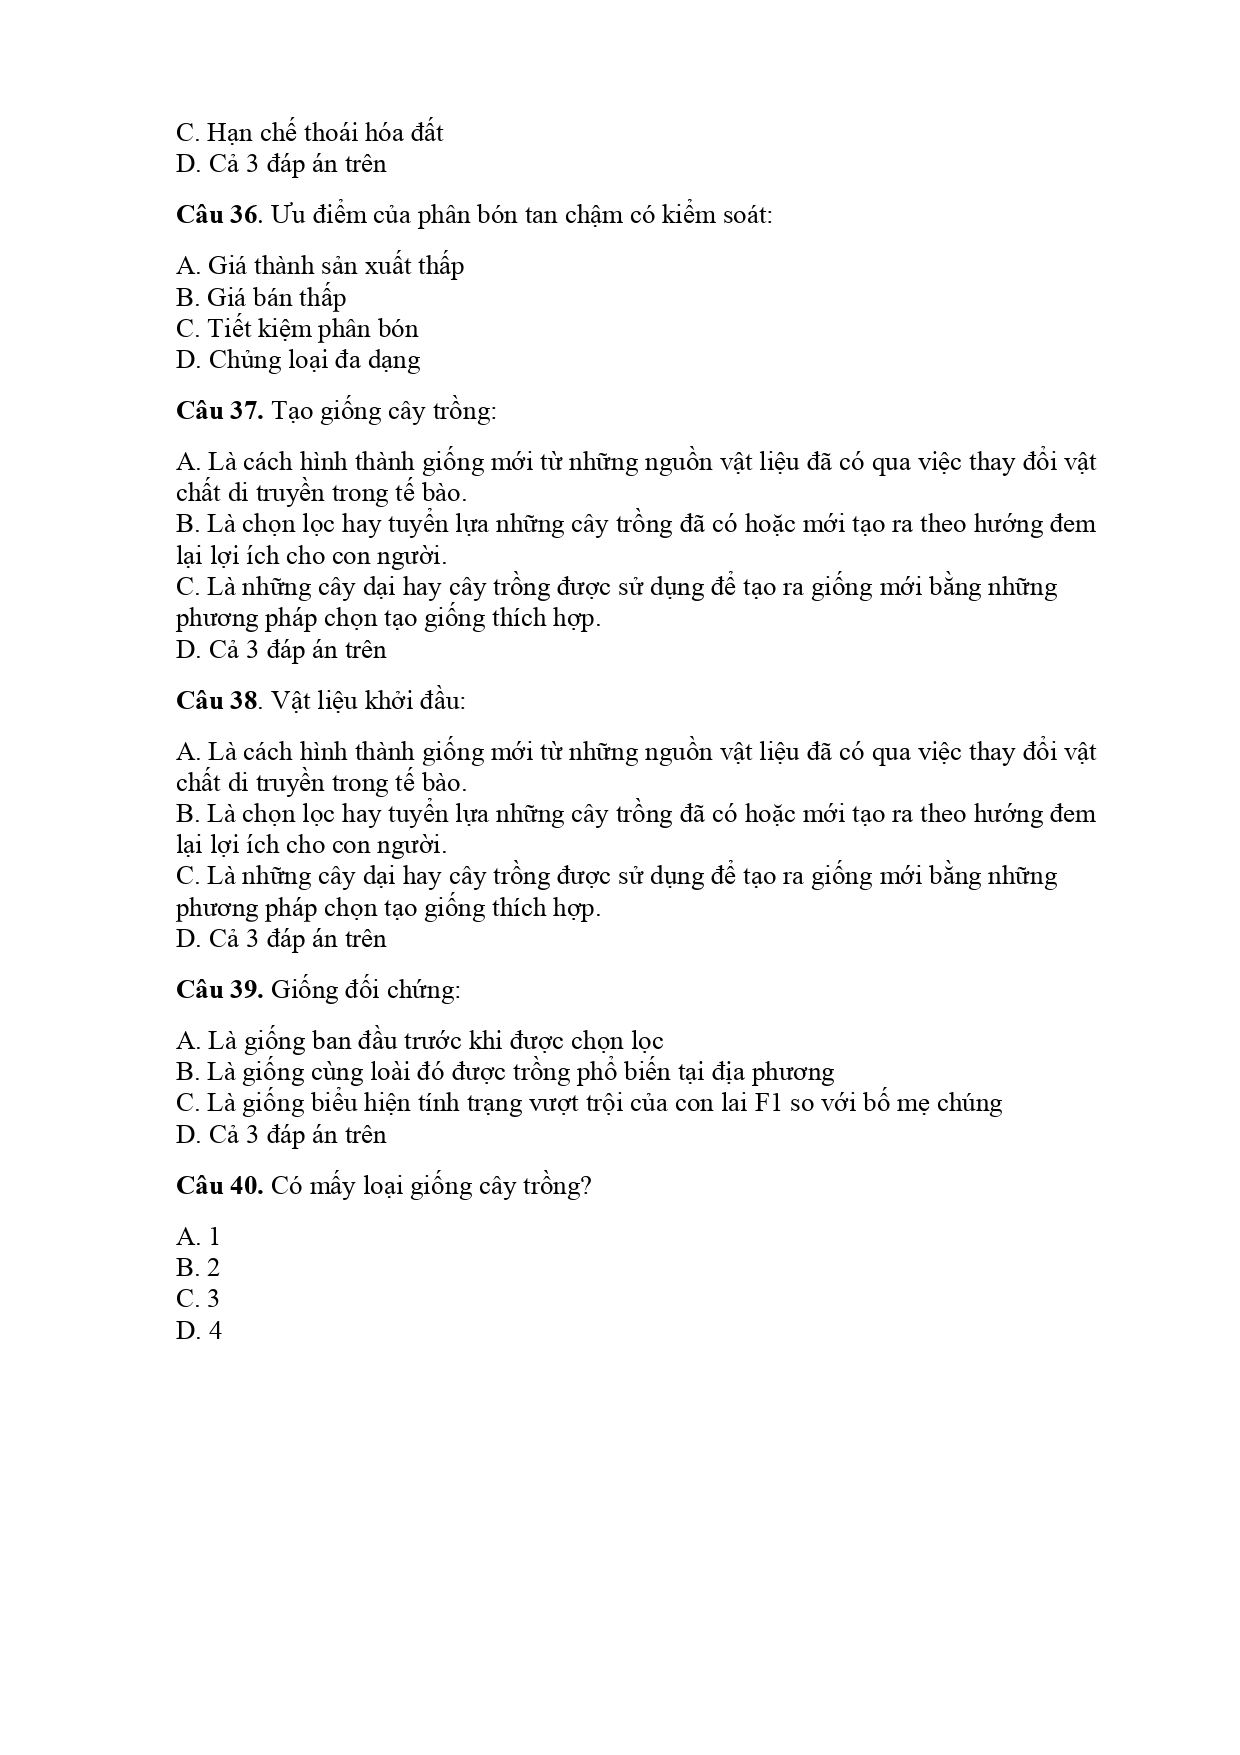 C. Hạn chế thoái hóa đất
D. Cả 3 đáp án trên
Câu 36. Ưu điểm của phân bón tan chậm có kiểm soát:
A. Giá thành sản xuất thấp
B. Giá bán thấp
C. Tiết kiệm phân bón
D. Chủng loại đa dạng
Câu 37. Tạo giống cây trồng:
A. Là cách hình thành giống mới từ những nguồn vật liệu đã có qua việc thay đổi vật
chất di truyền trong tế bào.
B. Là chọn lọc hay tuyển lựa những cây trồng đã có hoặc mới tạo ra theo hướng đem
lại lợi ích cho con người.
C. Là những cây dại hay cây trồng được sử dụng để tạo ra giống mới bằng những
phương pháp chọn tạo giống thích hợp.
D. Cả 3 đáp án trên
Câu 38. Vật liệu khởi đầu:
A. Là cách hình thành giống mới từ những nguồn vật liệu đã có qua việc thay đổi vật
chất di truyền trong tế bào.
B. Là chọn lọc hay tuyển lựa những cây trồng đã có hoặc mới tạo ra theo hướng đem
lại lợi ích cho con người.
C. Là những cây dại hay cây trồng được sử dụng để tạo ra giống mới bằng những
phương pháp chọn tạo giống thích hợp.
D. Cả 3 đáp án trên
Câu 39. Giống đối chứng:
A. Là giống ban đầu trước khi được chọn lọc
B. Là giống cùng loài đó được trồng phổ biến tại địa phương
C. Là giống biểu hiện tính trạng vượt trội của con lai F1 so với bố mẹ chúng
D. Cả 3 đáp án trên
Câu 40. Có mấy loại giống cây trồng?
A. 1
B. 2
C. 3
D. 4